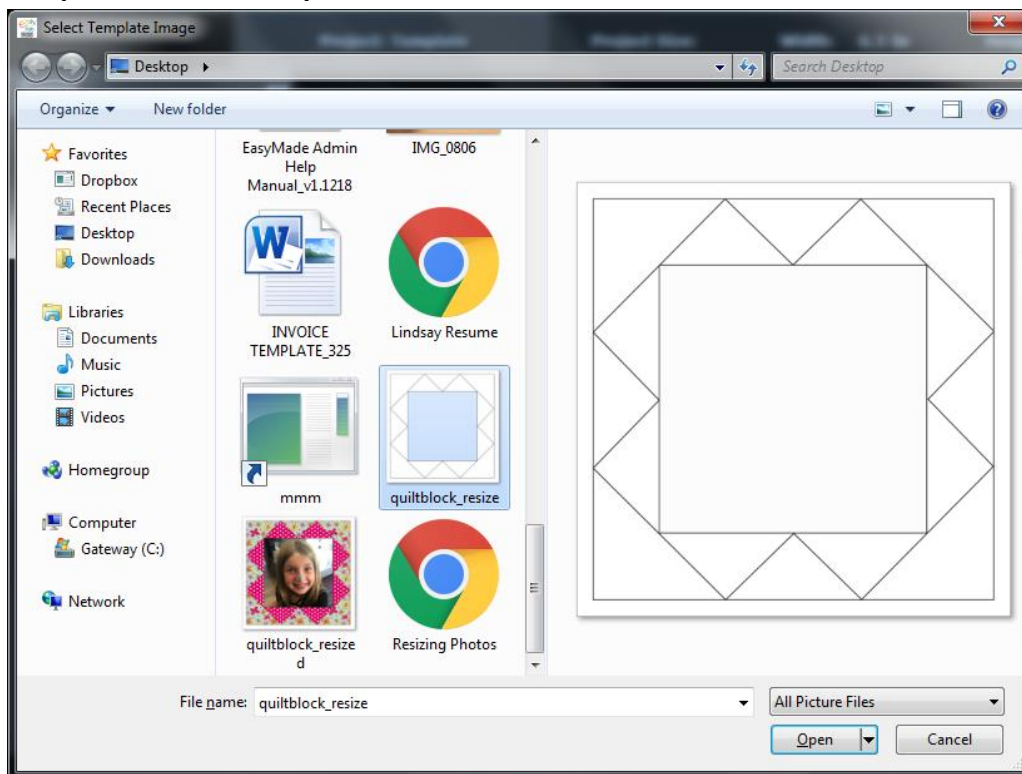 Select Template Image
Desktop
Search Desktop
Organize
New folder
Favorites
Dropbox
Recent Places
Desktop
Downloads
Libraries
Documents
Music
Pictures
Videos
Homegroup
Computer
Gateway (C:)
Network
EasyMade Admin
Help
Manual_v1.1218
IMG_0806
INVOICE
TEMPLATE_325
Lindsay Resume
mmm
quiltblock_resize
quiltblock_resize
d
Resizing Photos
File name: quiltblock_resize
All Picture Files
Open
Cancel